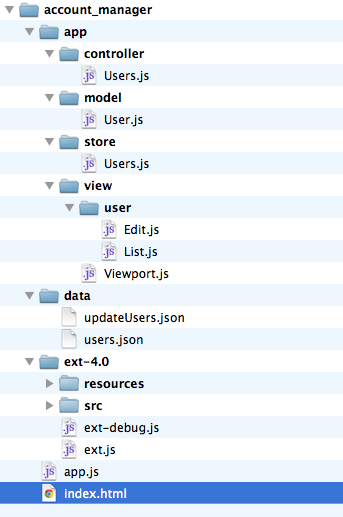 account_manager
app
controller
Users.js
model
User.js
store
Users.js
view
user
Edit.js
List.js
Viewport.js
data
updateUsers.json
users.json
ext-4.0
resources
src
ext-debug.js
ext.js
app.js
index.html